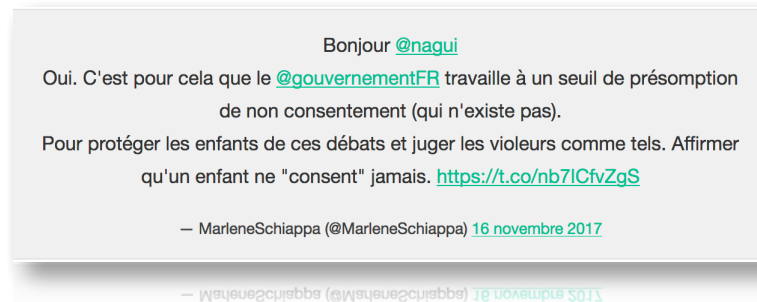 Bonjour @nagui
Oui. C'est pour cela que le @gouvernementFR travaille à un seuil de présomption
de non consentement (qui n'existe pas).
Pour protéger les enfants de ces débats et juger les violeurs comme tels. Affirmer
qu'un enfant ne "consent" jamais. https://t.co/nb7ICfvZgS
— MarleneSchiappa (@MarleneSchiappa) 16 novembre 2017